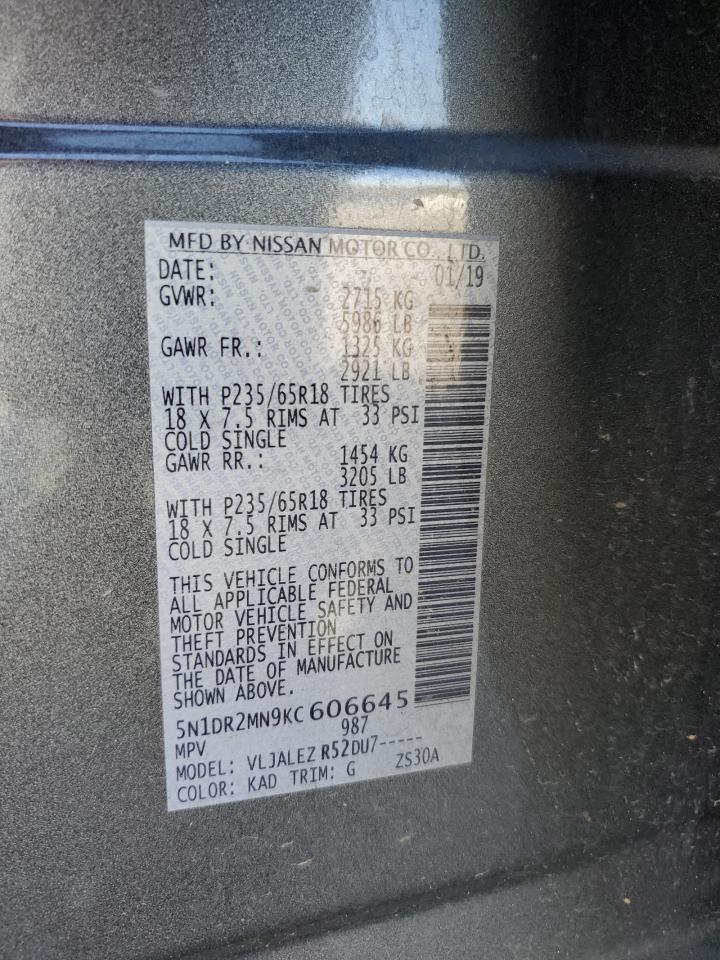 MFD BY NISSAN MOTOR CO., LTD.
DATE: 01/19
GVWR: 2715 KG
5986 LB
GAWR FR.: 1325 KG
2921 LB
WITH P235/65R18 TIRES
18 X 7.5 RIMS AT 33 PSI
COLD SINGLE
GAWR RR.: 1454 KG
3205 LB
WITH P235/65R18 TIRES
18 X 7.5 RIMS AT 33 PSI
COLD SINGLE
THIS VEHICLE CONFORMS TO
ALL APPLICABLE FEDERAL
MOTOR VEHICLE SAFETY AND
THEFT PREVENTION
STANDARDS IN EFFECT ON
THE DATE OF MANUFACTURE
SHOWN ABOVE.
5N1DR2MN9KC606645
MPV 987
MODEL: VLJALEZ R52DU7-----
COLOR: KAD TRIM: G ZS30A